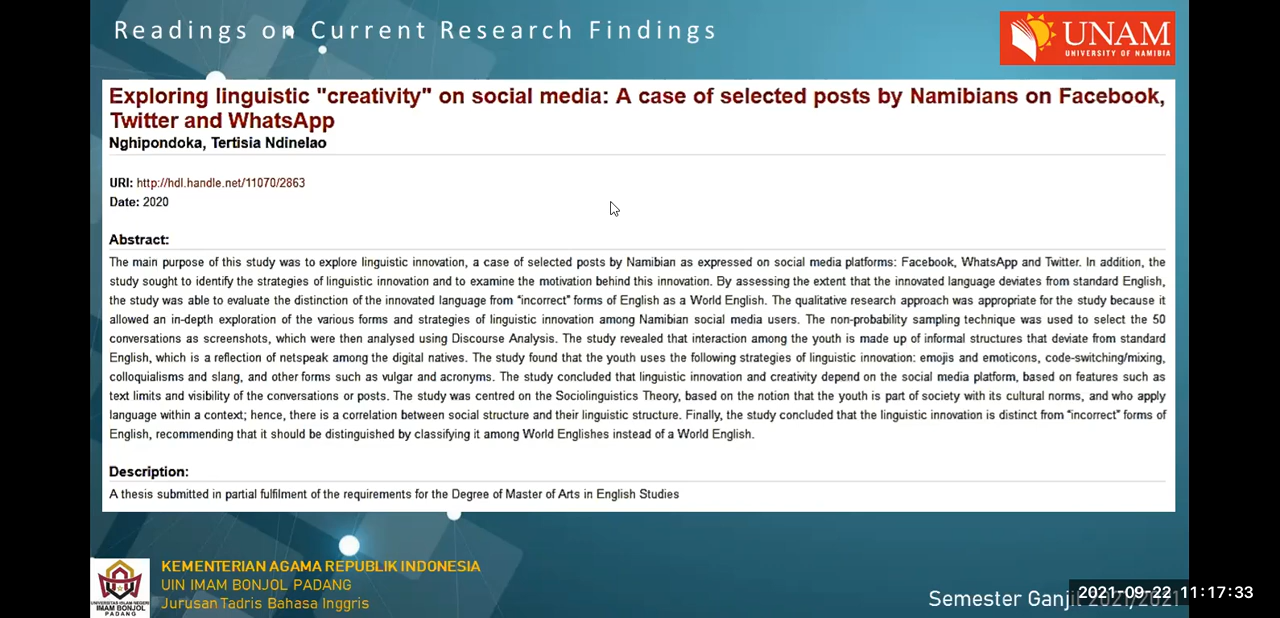 Readings on Current Research Findings
UNAM
UNIVERSITY OF NAMIBIA
Exploring linguistic "creativity" on social media: A case of selected posts by Namibians on Facebook,
Twitter and WhatsApp
Nghipondoka, Tertisia Ndinelao
URI: http://hdl.handle.net/11070/2863
Date: 2020
Abstract:
The main purpose of this study was to explore linguistic innovation, a case of selected posts by Namibian as expressed on social media platforms: Facebook, WhatsApp and Twitter. In addition, the
study sought to identify the strategies of linguistic innovation and to examine the motivation behind this innovation. By assessing the extent that the innovated language deviates from standard English,
the study was able to evaluate the distinction of the innovated language from “incorrect” forms of English as a World English. The qualitative research approach was appropriate for the study because it
allowed an in-depth exploration of the various forms and strategies of linguistic innovation among Namibian social media users. The non-probability sampling technique was used to select the 50
conversations as screenshots, which were then analysed using Discourse Analysis. The study revealed that interaction among the youth is made up of informal structures that deviate from standard
English, which is a reflection of netspeak among the digital natives. The study found that the youth uses the following strategies of linguistic innovation: emojis and emoticons, code-switching/mixing,
colloquialisms and slang, and other forms such as vulgar and acronyms. The study concluded that linguistic innovation and creativity depend on the social media platform, based on features such as
text limits and visibility of the conversations or posts. The study was centred on the Sociolinguistics Theory, based on the notion that the youth is part of society with its cultural norms, and who apply
language within a context; hence, there is a correlation between social structure and their linguistic structure. Finally, the study concluded that the linguistic innovation is distinct from “incorrect” forms of
English, recommending that it should be distinguished by classifying it among World Englishes instead of a World English.
Description:
A thesis submitted in partial fulfilment of the requirements for the Degree of Master of Arts in English Studies
UNIVERSITAS ISLAM NEGERI
IMAM BONJOL
PADANG
KEMENTERIAN AGAMA REPUBLIK INDONESIA
UIN IMAM BONJOL PADANG
Jurusan Tadris Bahasa Inggris
Semester Ganjil
2021-09-22 11:17:33